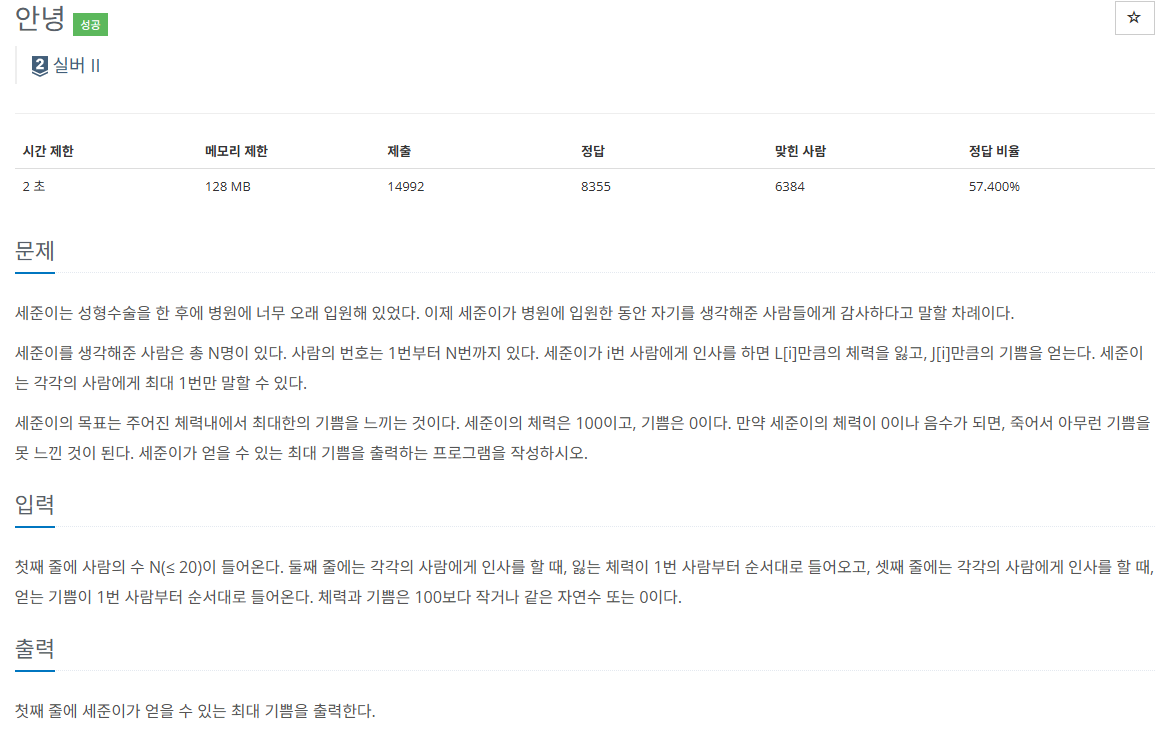 안녕 성공
☆
2 실버 II
시간 제한 메모리 제한 제출 정답 맞힌 사람 정답 비율
2 초 128 MB 14992 8355 6384 57.400%
문제
세준이는 성형수술을 한 후에 병원에 너무 오래 입원해 있었다. 이제 세준이가 병원에 입원한 동안 자기를 생각해준 사람들에게 감사하다고 말할 차례이다.
세준이를 생각해준 사람은 총 N명이 있다. 사람의 번호는 1번부터 N번까지 있다. 세준이가 i번 사람에게 인사를 하면 L[i]만큼의 체력을 잃고, J[i]만큼의 기쁨을 얻는다. 세준이
는 각각의 사람에게 최대 1번만 말할 수 있다.
세준이의 목표는 주어진 체력내에서 최대한의 기쁨을 느끼는 것이다. 세준이의 체력은 100이고, 기쁨은 0이다. 만약 세준이의 체력이 0이나 음수가 되면, 죽어서 아무런 기쁨을
못 느낀 것이 된다. 세준이가 얻을 수 있는 최대 기쁨을 출력하는 프로그램을 작성하시오.
입력
첫째 줄에 사람의 수 N(≤ 20)이 들어온다. 둘째 줄에는 각각의 사람에게 인사를 할 때, 잃는 체력이 1번 사람부터 순서대로 들어오고, 셋째 줄에는 각각의 사람에게 인사를 할 때,
얻는 기쁨이 1번 사람부터 순서대로 들어온다. 체력과 기쁨은 100보다 작거나 같은 자연수 또는 0이다.
출력
첫째 줄에 세준이가 얻을 수 있는 최대 기쁨을 출력한다.